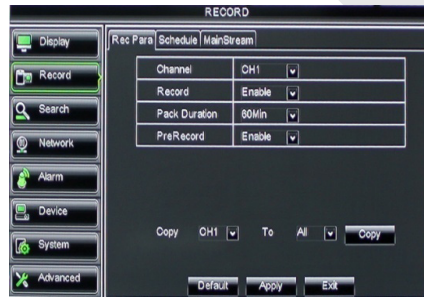 RECORD
Display
Record
Search
Network
Alarm
Device
System
Advanced
Rec Para Schedule MainStream
Channel CH1
Record Enable
Pack Duration 60Min
PreRecord Enable
Copy CH1 To All Copy
Default Apply Exit